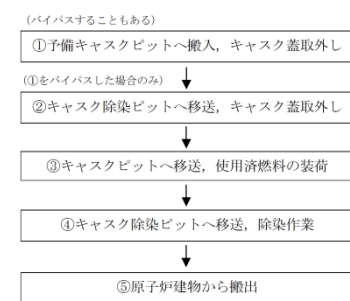 (バイパスすることもある)
①予備キャスクピットへ搬入，キャスク蓋取外し
(①をバイパスした場合のみ)
②キャスク除染ピットへ移送，キャスク蓋取外し
③キャスクピットへ移送，使用済燃料の装荷
④キャスク除染ピットへ移送，除染作業
⑤原子炉建物から搬出